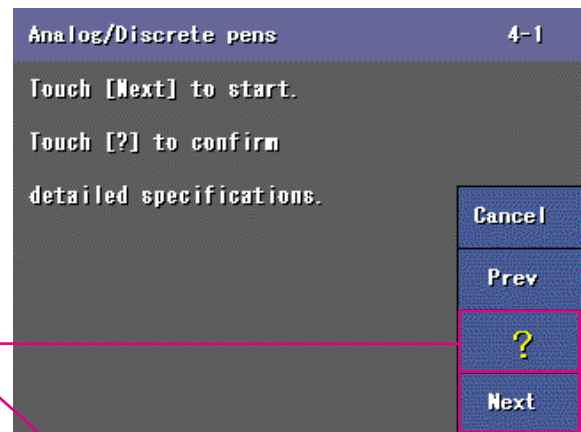 Analog/Discrete pens 4-1
Touch [Next] to start.
Touch [?] to confirm
detailed specifications.
Cancel
Prev
?
Next